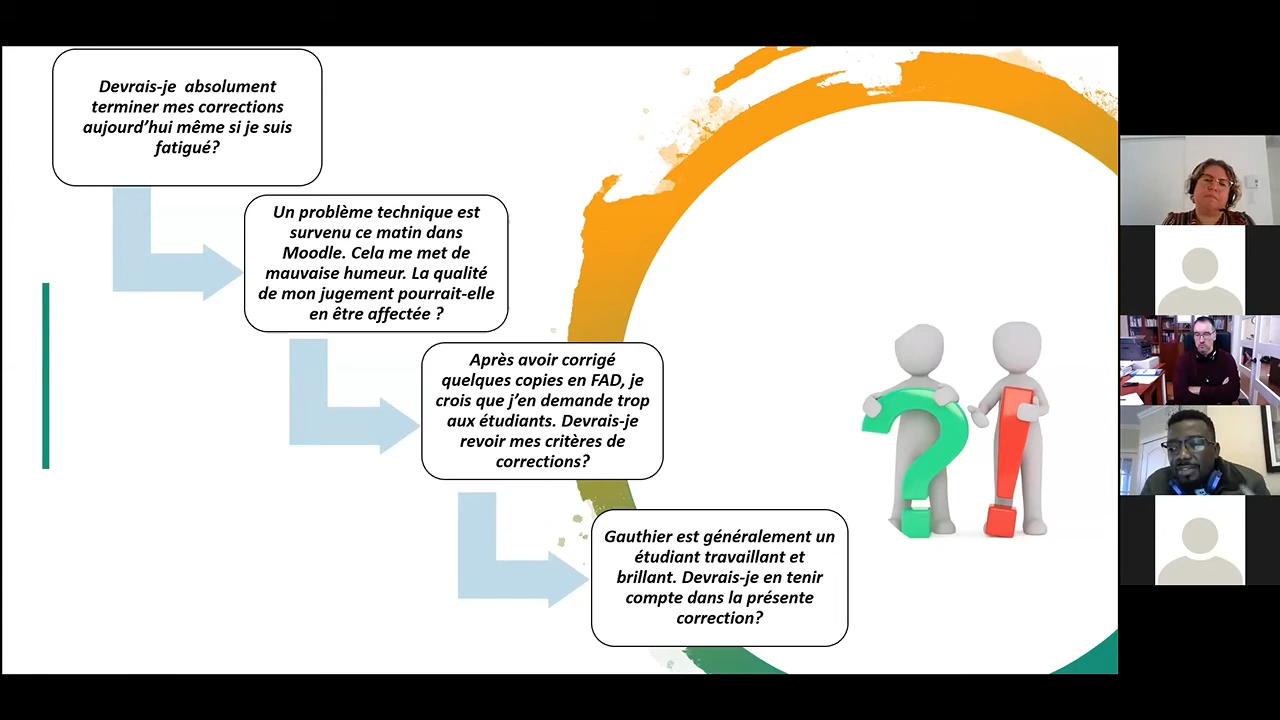 Devrais-je absolument
terminer mes corrections
aujourd'hui même si je suis
fatigué?
Un problème technique est
survenu ce matin dans
Moodle. Cela me met de
mauvaise humeur. La qualité
de mon jugement pourrait-elle
en être affectée ?
Après avoir corrigé
quelques copies en FAD, je
crois que j'en demande trop
aux étudiants. Devrais-je
revoir mes critères de
corrections?
Gauthier est généralement un
étudiant travaillant et
brillant. Devrais-je en tenir
compte dans la présente
correction?